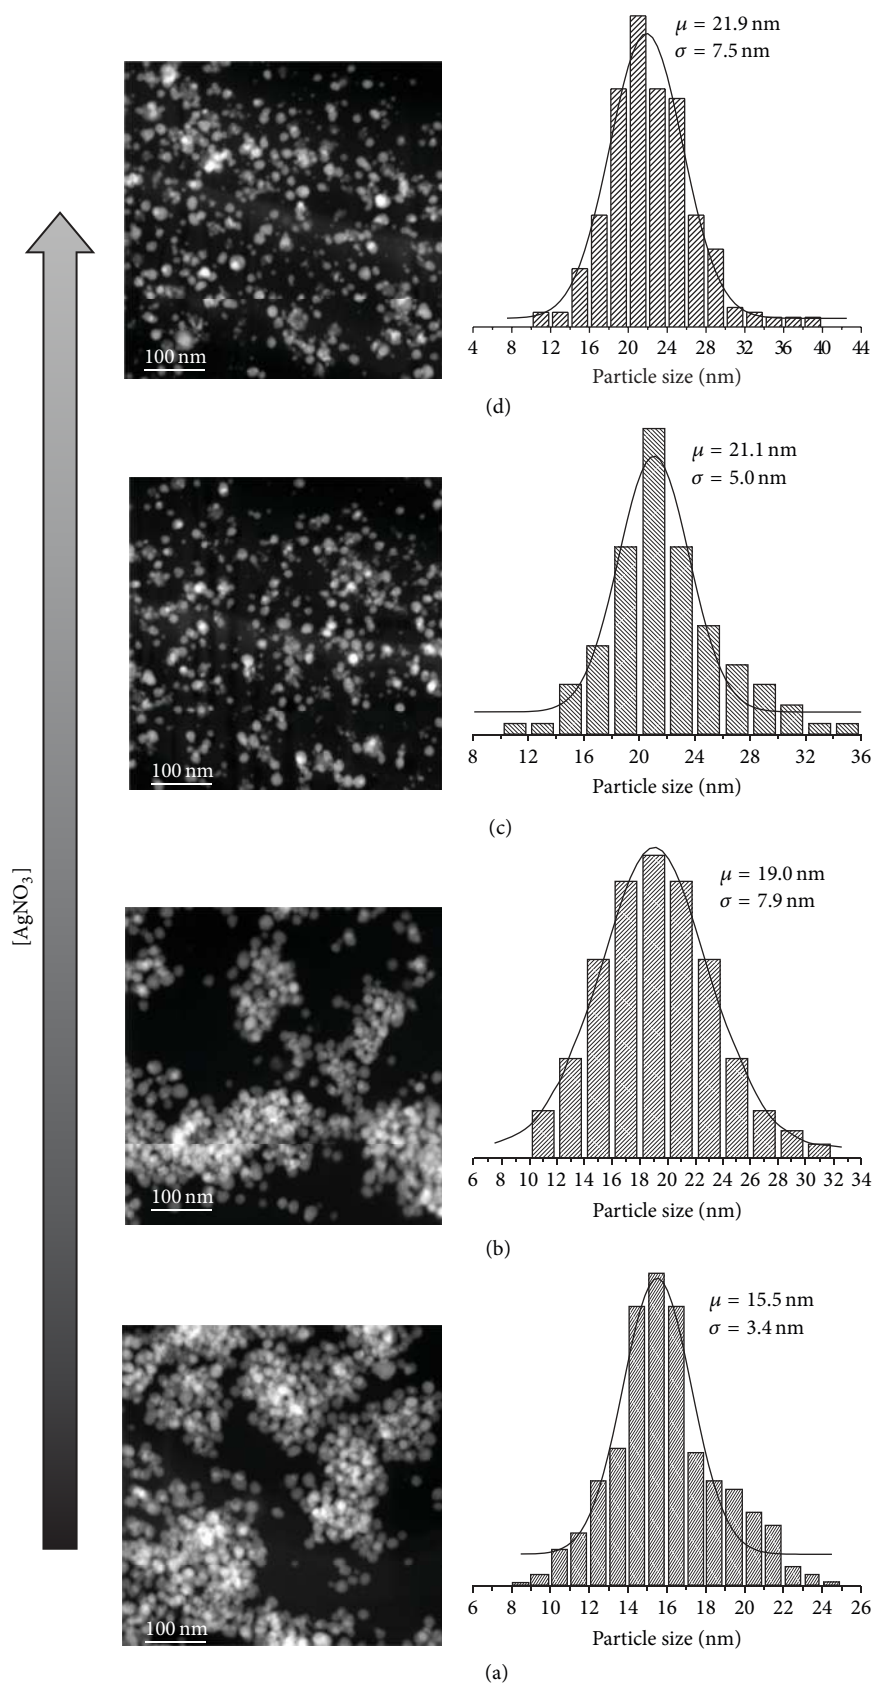 μ = 21.9 nm
σ = 7.5 nm
100 nm
4 8 12 16 20 24 28 32 36 40 44
Particle size (nm)
(d)
μ = 21.1 nm
σ = 5.0 nm
100 nm
8 12 16 20 24 28 32 36
Particle size (nm)
(c)
[AgNO3]
μ = 19.0 nm
σ = 7.9 nm
100 nm
6 8 10 12 14 16 18 20 22 24 26 28 30 32 34
Particle size (nm)
(b)
μ = 15.5 nm
σ = 3.4 nm
100 nm
6 8 10 12 14 16 18 20 22 24 26
Particle size (nm)
(a)